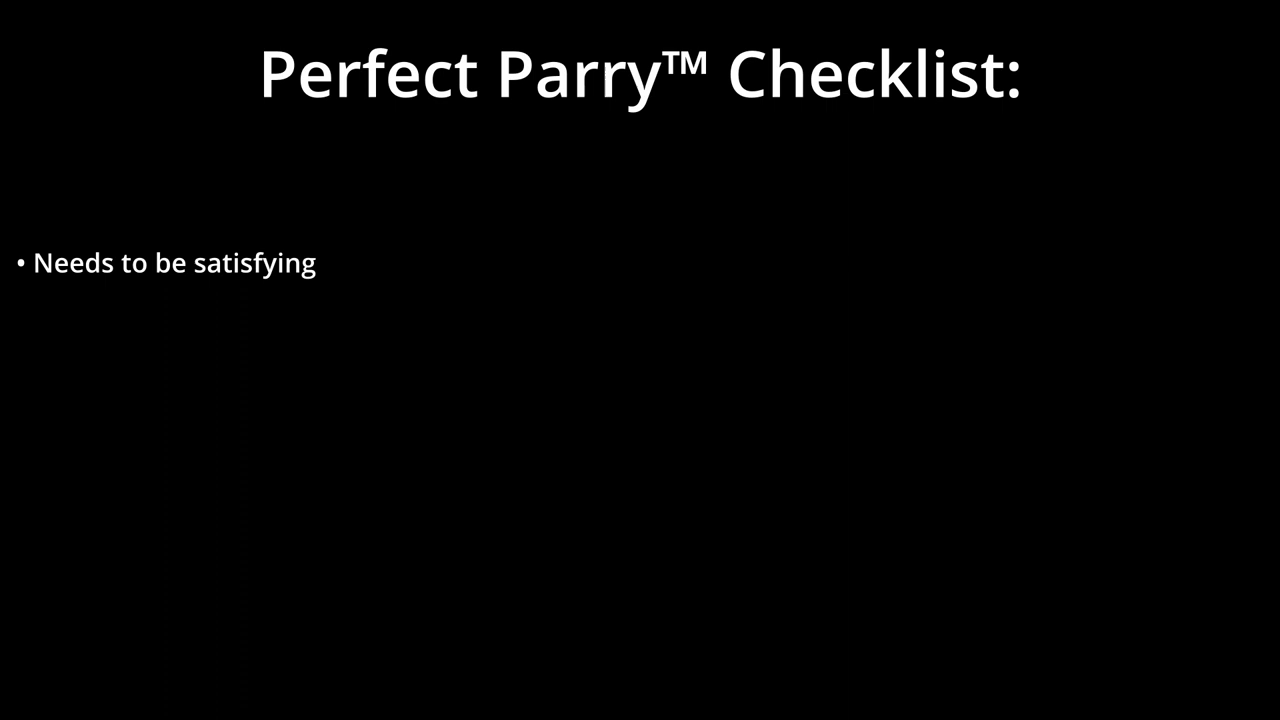 Perfect Parry™ Checklist:
• Needs to be satisfying